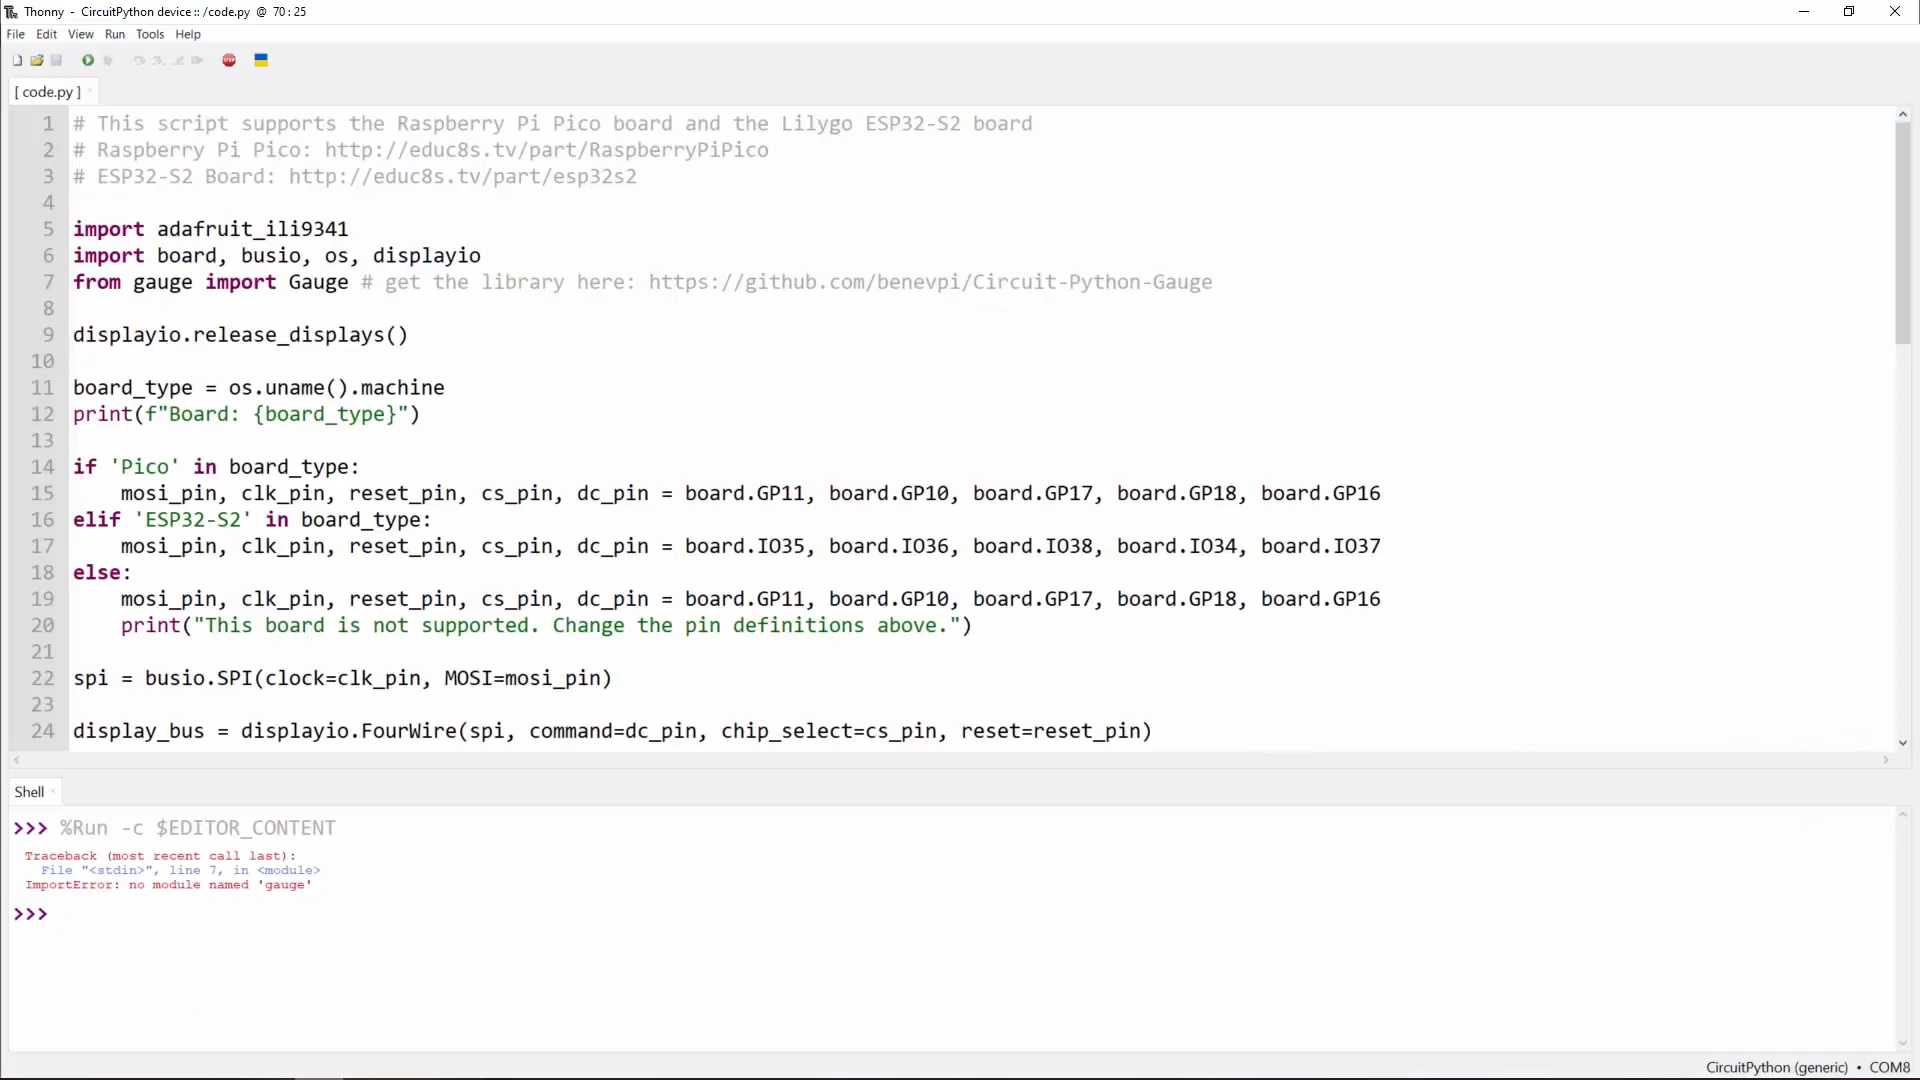 Thonny - CircuitPython device :: /code.py @ 70 : 25
File Edit View Run Tools Help
STOP
[ code.py ]
1 # This script supports the Raspberry Pi Pico board and the Lilygo ESP32-S2 board
2 # Raspberry Pi Pico: http://educ8s.tv/part/RaspberryPiPico
3 # ESP32-S2 Board: http://educ8s.tv/part/esp32s2
4
5 import adafruit_ili9341
6 import board, busio, os, displayio
7 from gauge import Gauge # get the library here: https://github.com/benevpi/Circuit-Python-Gauge
8
9 displayio.release_displays()
10
11 board_type = os.uname().machine
12 print(f"Board: {board_type}")
13
14 if 'Pico' in board_type:
15     mosi_pin, clk_pin, reset_pin, cs_pin, dc_pin = board.GP11, board.GP10, board.GP17, board.GP18, board.GP16
16 elif 'ESP32-S2' in board_type:
17     mosi_pin, clk_pin, reset_pin, cs_pin, dc_pin = board.IO35, board.IO36, board.IO38, board.IO34, board.IO37
18 else:
19     mosi_pin, clk_pin, reset_pin, cs_pin, dc_pin = board.GP11, board.GP10, board.GP17, board.GP18, board.GP16
20     print("This board is not supported. Change the pin definitions above.")
21
22 spi = busio.SPI(clock=clk_pin, MOSI=mosi_pin)
23
24 display_bus = displayio.FourWire(spi, command=dc_pin, chip_select=cs_pin, reset=reset_pin)
Shell
>>> %Run -c $EDITOR_CONTENT
Traceback (most recent call last):
  File "<stdin>", line 7, in <module>
ImportError: no module named 'gauge'
>>>
CircuitPython (generic) • COM8